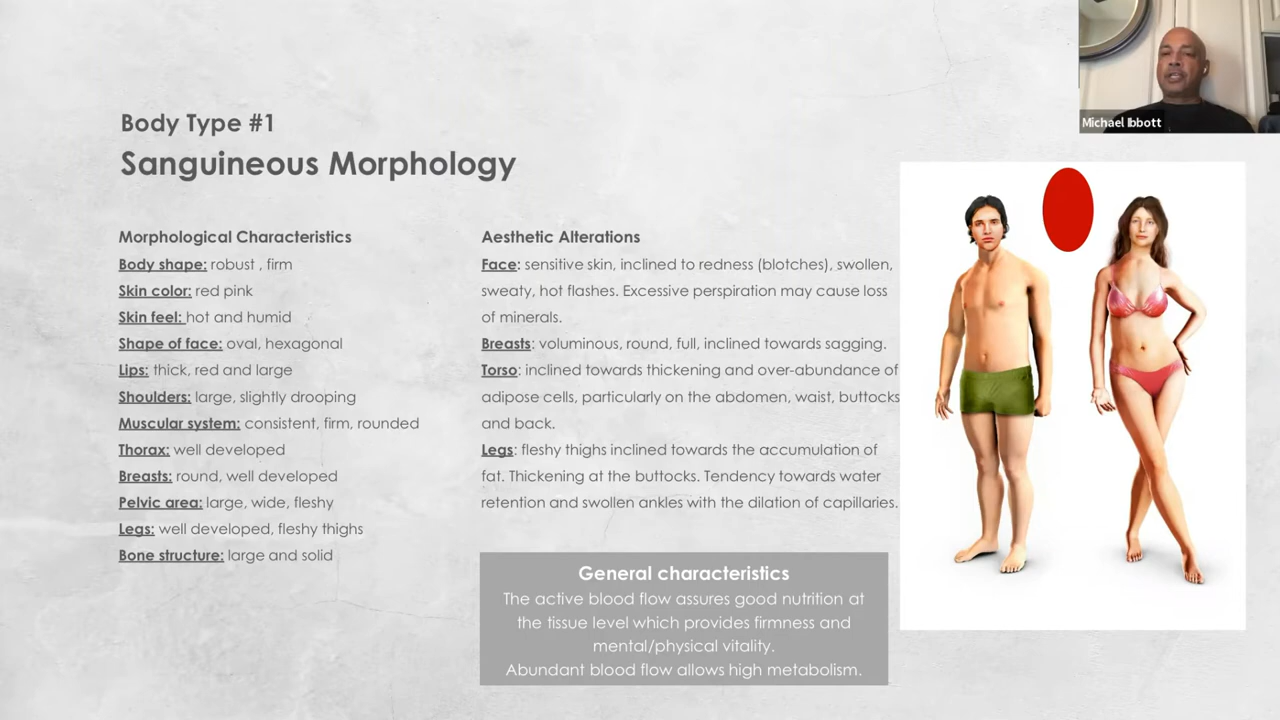 Michael Ibbott
Body Type #1
Sanguineous Morphology
Morphological Characteristics
Body shape: robust , firm
Skin color: red pink
Skin feel: hot and humid
Shape of face: oval, hexagonal
Lips: thick, red and large
Shoulders: large, slightly drooping
Muscular system: consistent, firm, rounded
Thorax: well developed
Breasts: round, well developed
Pelvic area: large, wide, fleshy
Legs: well developed, fleshy thighs
Bone structure: large and solid
Aesthetic Alterations
Face: sensitive skin, inclined to redness (blotches), swollen,
sweaty, hot flashes. Excessive perspiration may cause loss
of minerals.
Breasts: voluminous, round, full, inclined towards sagging.
Torso: inclined towards thickening and over-abundance of
adipose cells, particularly on the abdomen, waist, buttocks
and back.
Legs: fleshy thighs inclined towards the accumulation of
fat. Thickening at the buttocks. Tendency towards water
retention and swollen ankles with the dilation of capillaries.
General characteristics
The active blood flow assures good nutrition at
the tissue level which provides firmness and
mental/physical vitality.
Abundant blood flow allows high metabolism.